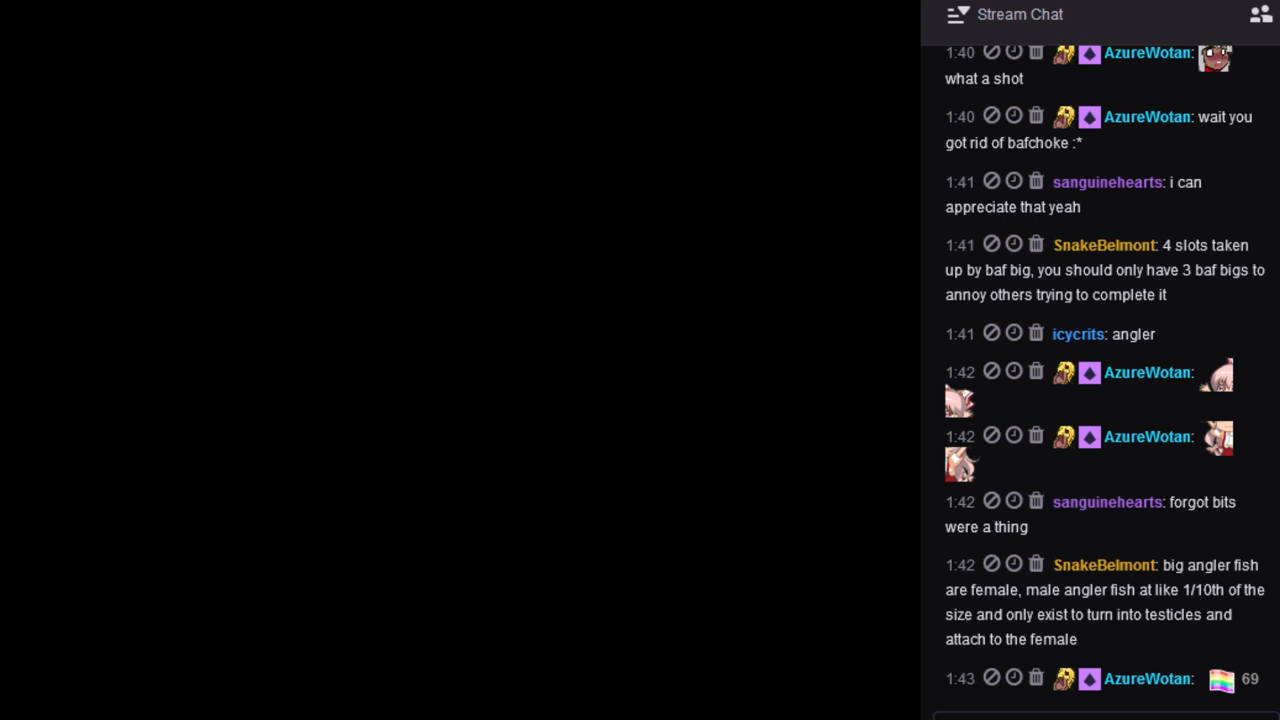 Stream Chat
1:40 AzureWotan:
what a shot
1:40 AzureWotan: wait you
got rid of bafchoke :*
1:41 sanguinehearts: i can
appreciate that yeah
1:41 SnakeBelmont: 4 slots taken
up by baf big, you should only have 3 baf bigs to
annoy others trying to complete it
1:41 icycrits: angler
1:42 AzureWotan:
1:42 AzureWotan:
1:42 sanguinehearts: forgot bits
were a thing
1:42 SnakeBelmont: big angler fish
are female, male angler fish at like 1/10th of the
size and only exist to turn into testicles and
attach to the female
1:43 AzureWotan: 69